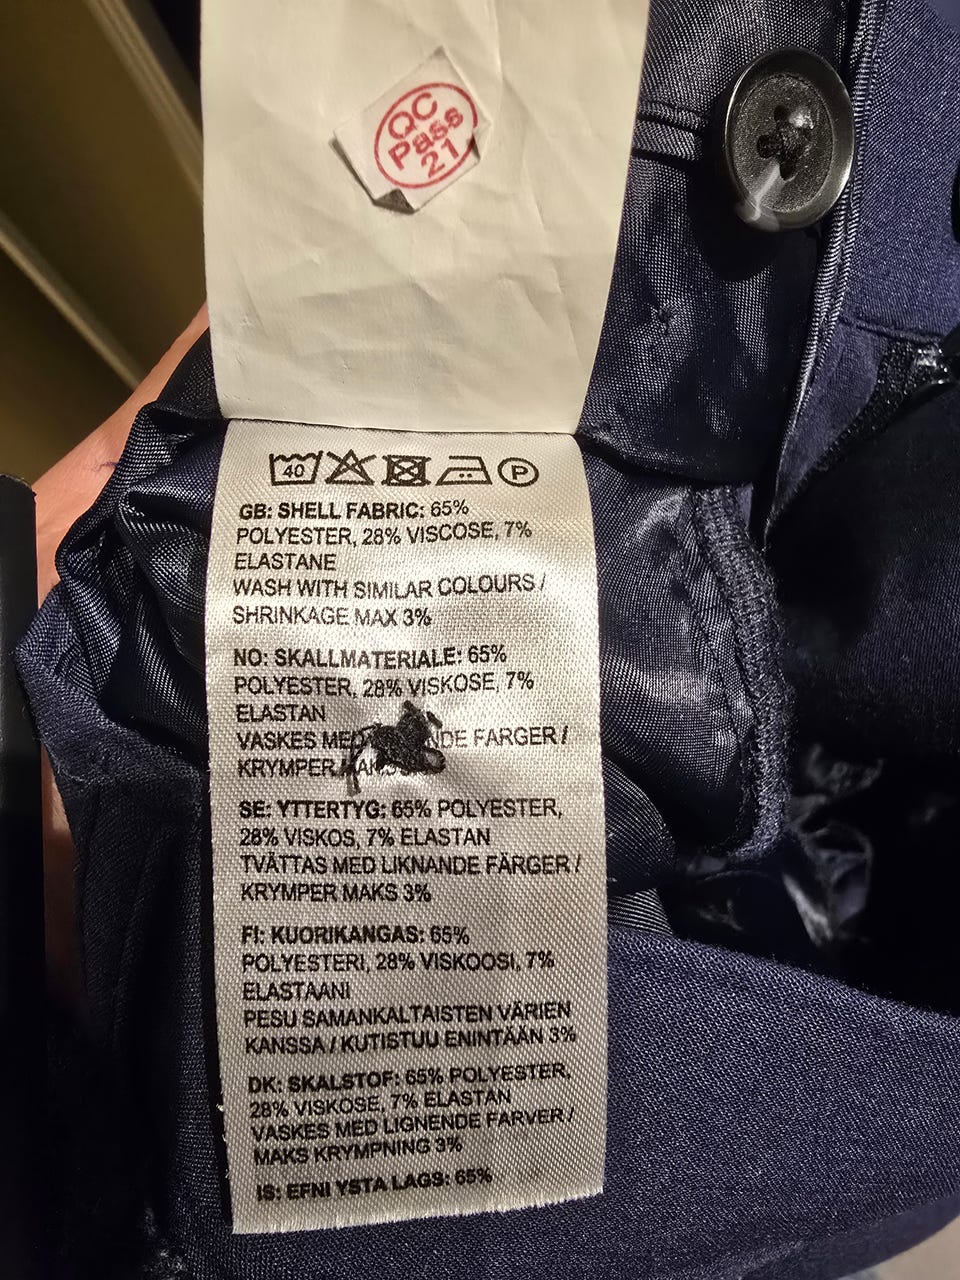 QC
Pass
21
40 P
GB: SHELL FABRIC: 65%
POLYESTER, 28% VISCOSE, 7%
ELASTANE
WASH WITH SIMILAR COLOURS /
SHRINKAGE MAX 3%
NO: SKALLMATERIALE: 65%
POLYESTER, 28% VISKOSE, 7%
ELASTAN
VASKES MED FARGER /
KRYMPER
SE: YTTERTYG: 65% POLYESTER,
28% VISKOS, 7% ELASTAN
TVÄTTAS MED LIKNANDE FÄRGER /
KRYMPER MAKS 3%
FI: KUORIKANGAS: 65%
POLYESTERI, 28% VISKOOSI, 7%
ELASTAANI
PESU SAMANKALTAISTEN VÄRIEN
KANSSA / KUTISTUU ENINTÄÄN 3%
DK: SKALSTOF: 65% POLYESTER,
28% VISKOSE, 7% ELASTAN
VASKES MED LIGNENDE FARVER /
MAKS KRYMPNING 3%
IS: EFNI YSTA LAGS: 65%